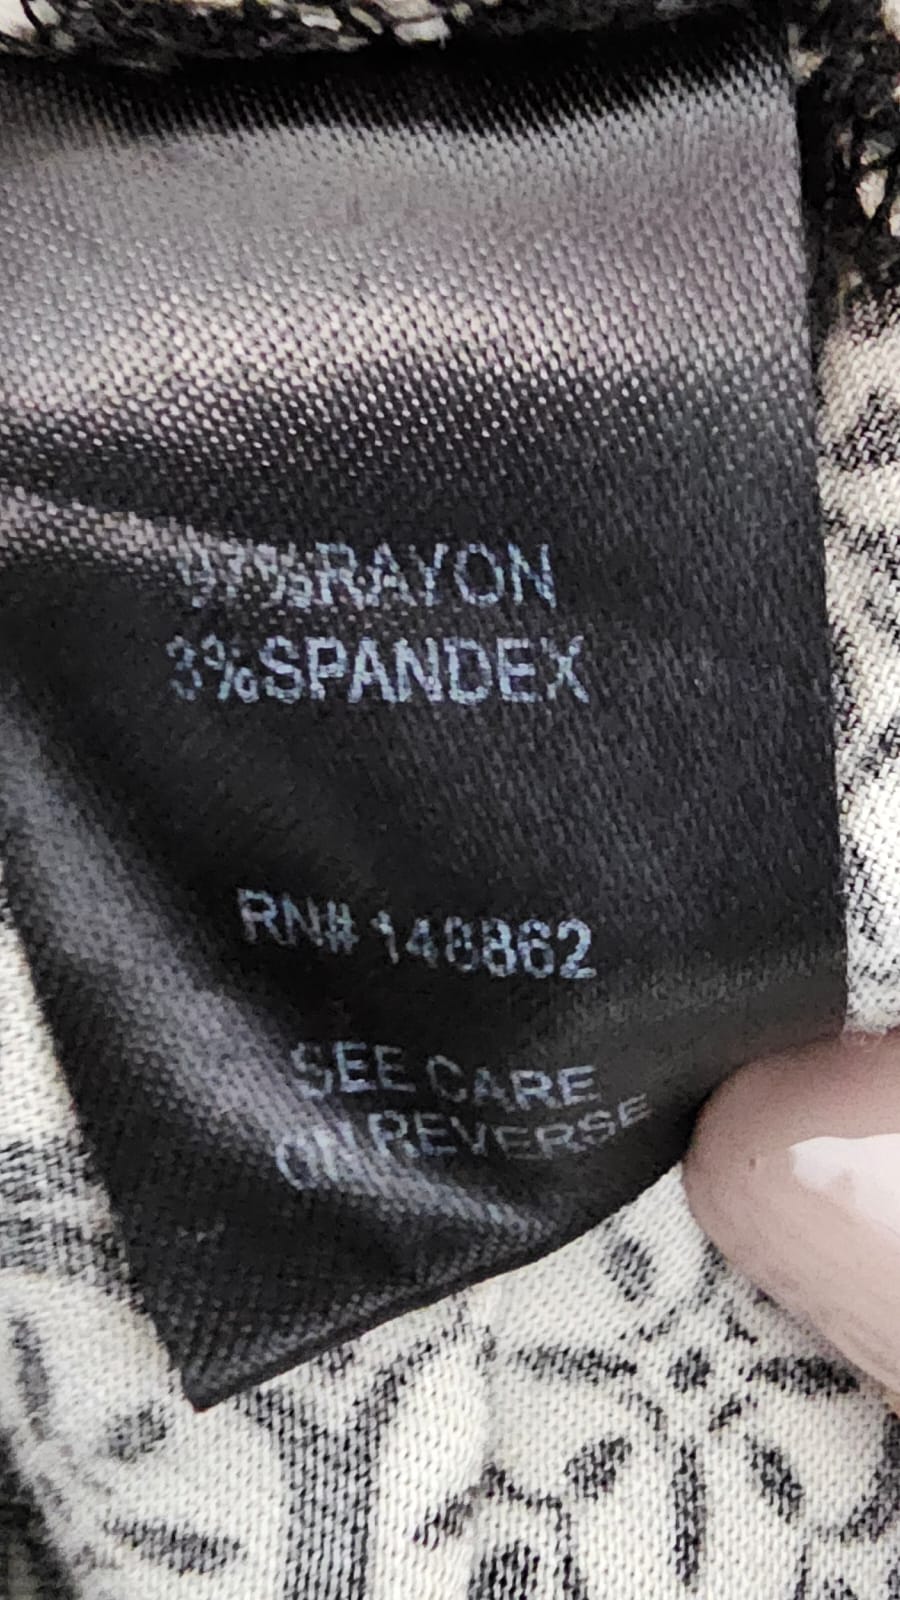 97%RAYON
3%SPANDEX
RN# 148862
SEE CARE
ON REVERSE